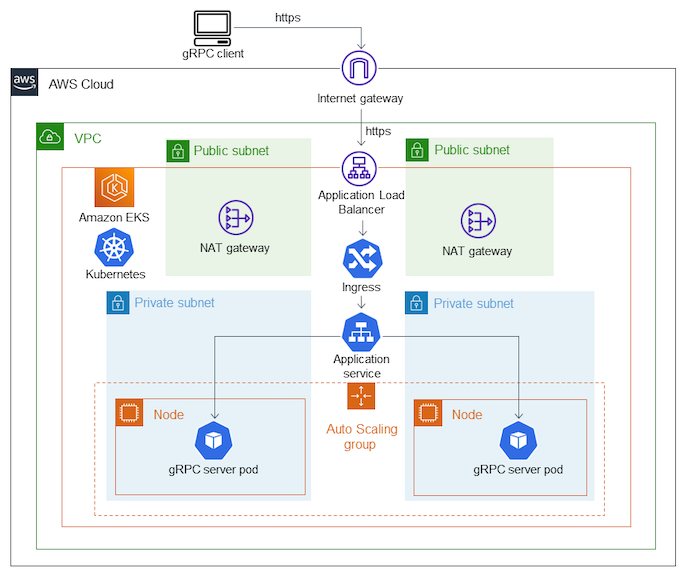 https
gRPC client
aws
AWS Cloud
Internet gateway
https
VPC
Public subnet
Public subnet
K
Application Load
Balancer
Amazon EKS
NAT gateway
NAT gateway
Kubernetes
Ingress
Private subnet
Private subnet
Application
service
Node
Node
Auto Scaling
group
gRPC server pod
gRPC server pod